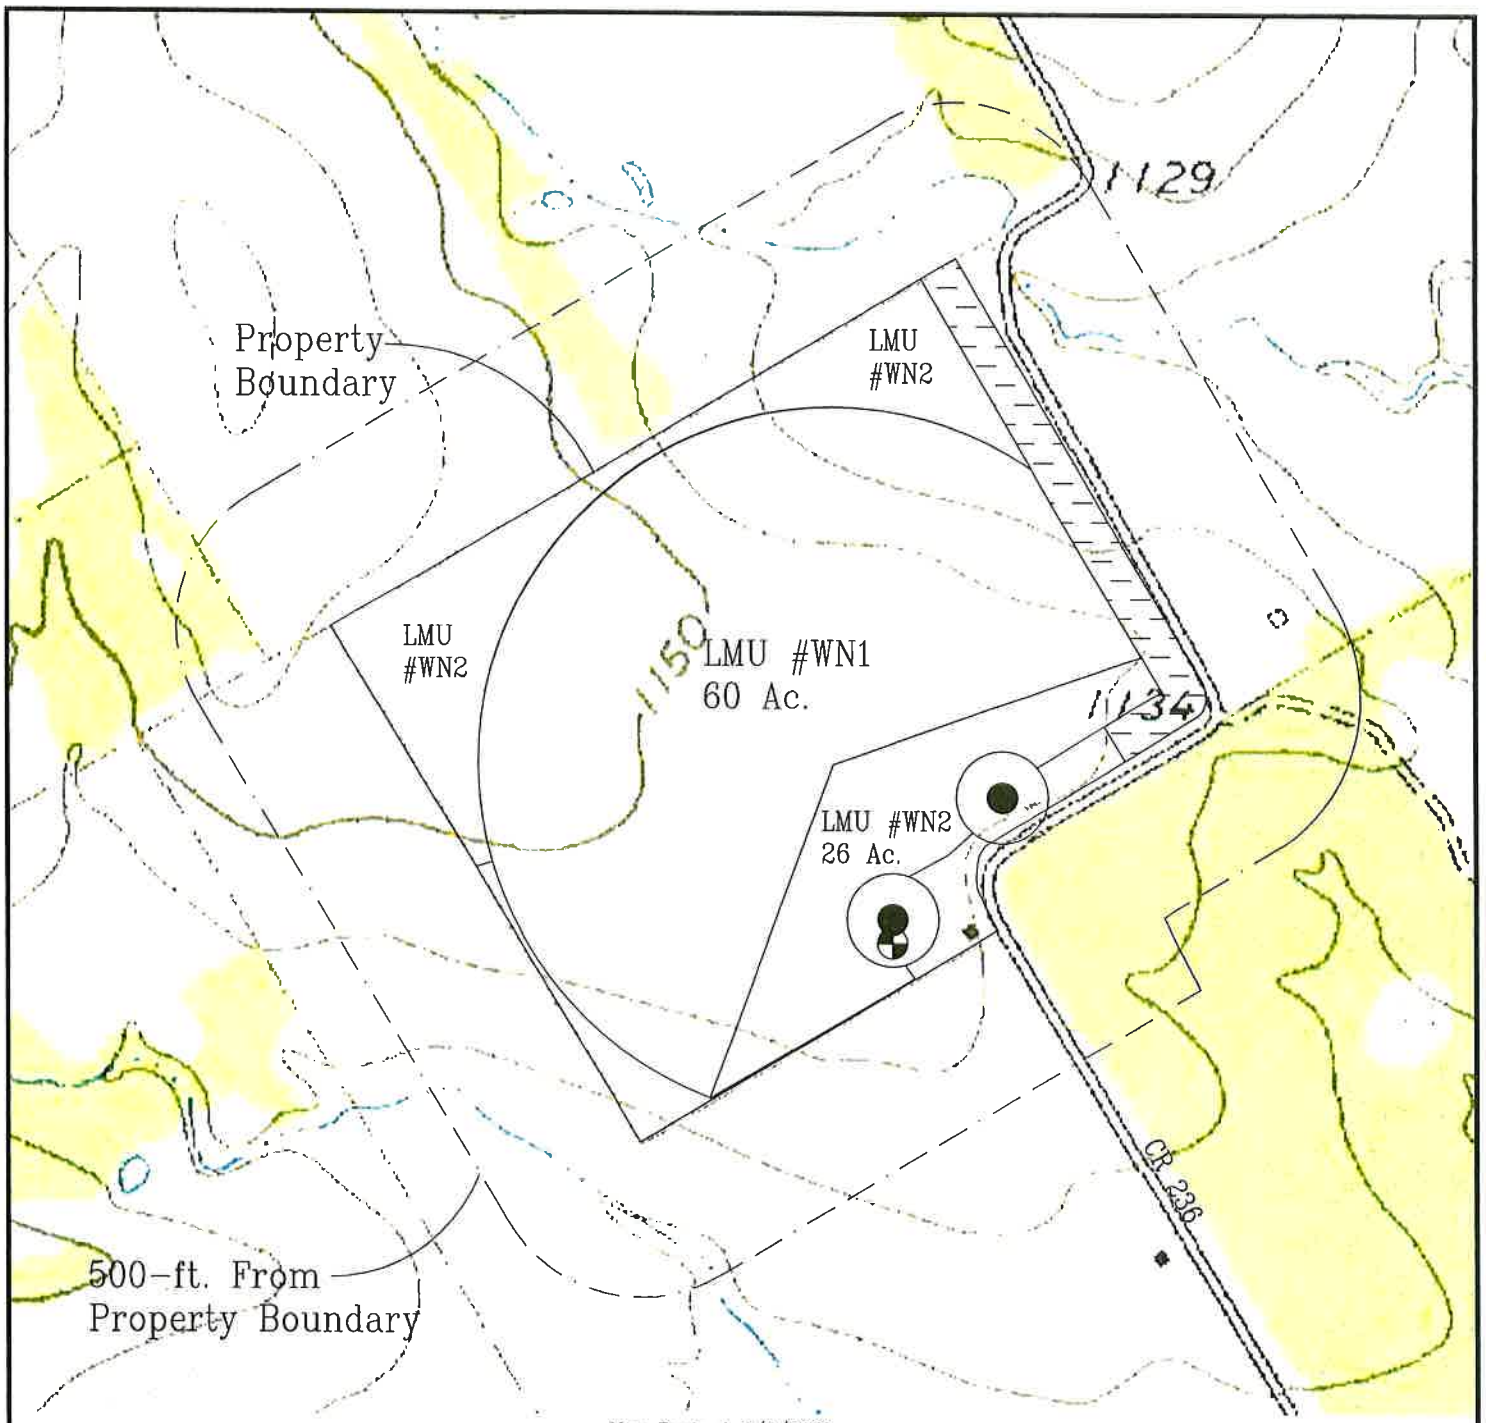 1129
Property
Boundary
LMU
#WN2
LMU
#WN2
1150
LMU #WN1
60 Ac.
1134
LMU #WN2
26 Ac.
CR 236
500-ft. From
Property Boundary